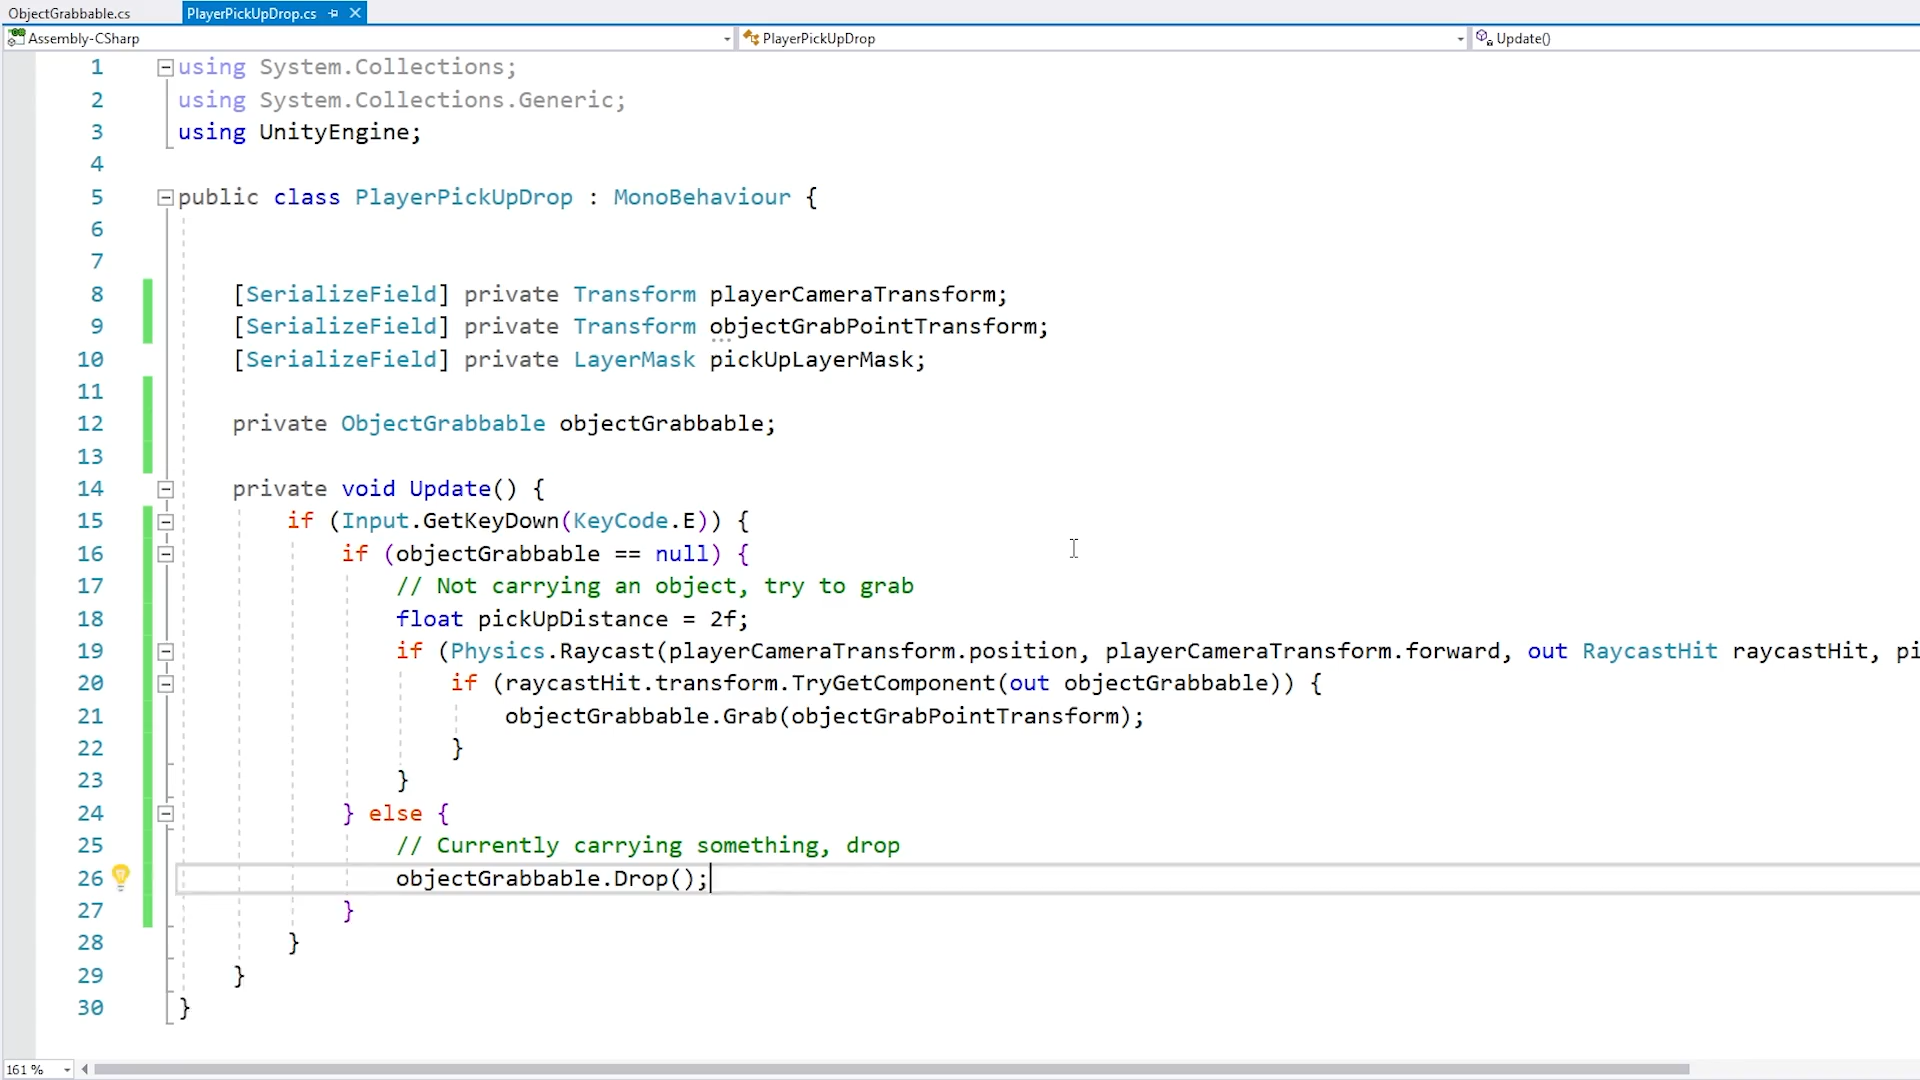 ObjectGrabbable.cs PlayerPickUpDrop.cs
Assembly-CSharp PlayerPickUpDrop Update()
1 using System.Collections;
2 using System.Collections.Generic;
3 using UnityEngine;
4
5 public class PlayerPickUpDrop : MonoBehaviour {
6
7
8 [SerializeField] private Transform playerCameraTransform;
9 [SerializeField] private Transform objectGrabPointTransform;
10 [SerializeField] private LayerMask pickUpLayerMask;
11
12 private ObjectGrabbable objectGrabbable;
13
14 private void Update() {
15 if (Input.GetKeyDown(KeyCode.E)) {
16 if (objectGrabbable == null) {
17 // Not carrying an object, try to grab
18 float pickUpDistance = 2f;
19 if (Physics.Raycast(playerCameraTransform.position, playerCameraTransform.forward, out RaycastHit raycastHit, pi
20 if (raycastHit.transform.TryGetComponent(out objectGrabbable)) {
21 objectGrabbable.Grab(objectGrabPointTransform);
22 }
23 }
24 } else {
25 // Currently carrying something, drop
26 objectGrabbable.Drop();
27 }
28 }
29 }
30 }
161 %